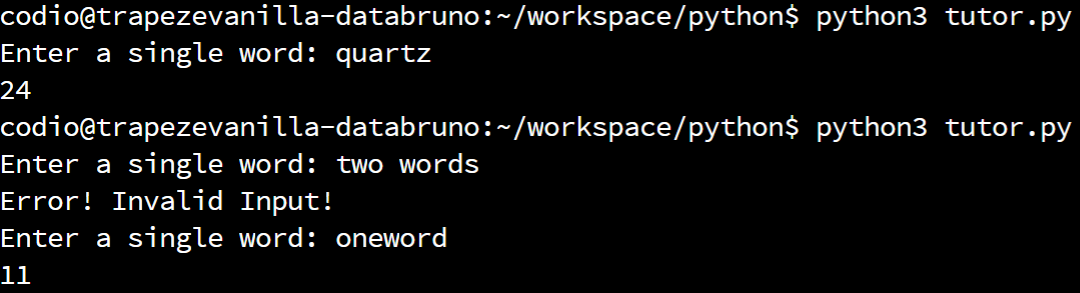 codio@trapezevanilla-databruno:~/workspace/python$ python3 tutor.py
Enter a single word: quartz
24
codio@trapezevanilla-databruno:~/workspace/python$ python3 tutor.py
Enter a single word: two words
Error! Invalid Input!
Enter a single word: oneword
11